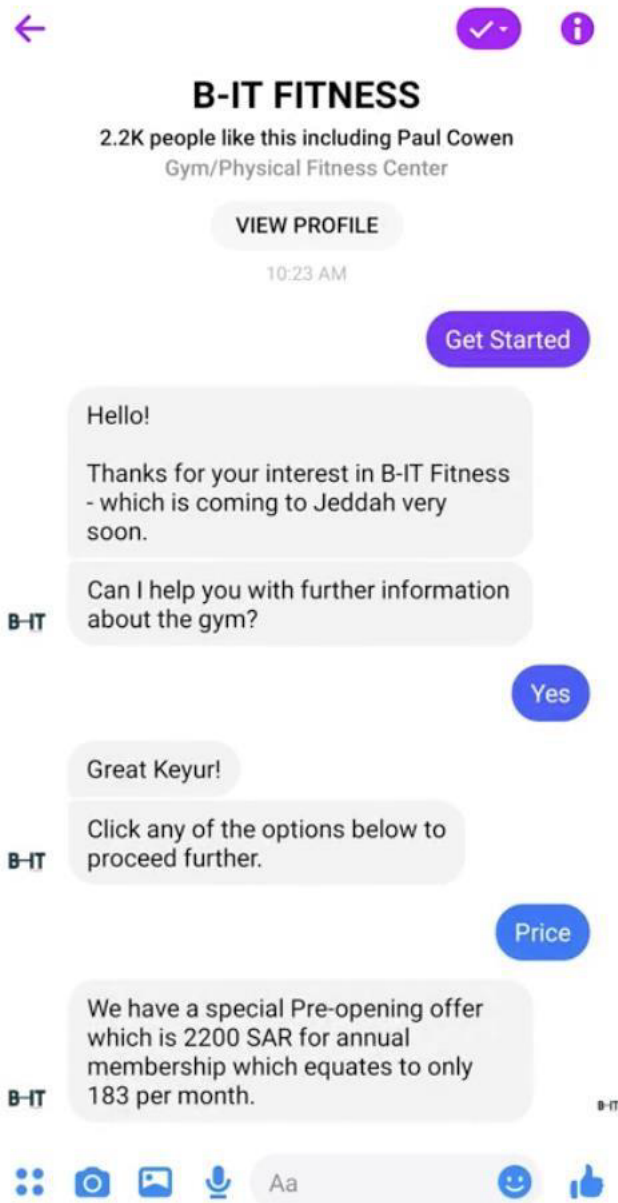 B-IT FITNESS
2.2K people like this including Paul Cowen
Gym/Physical Fitness Center
VIEW PROFILE
10:23 AM
Get Started
Hello!
Thanks for your interest in B-IT Fitness
- which is coming to Jeddah very
soon.
Can I help you with further information
about the gym?
B-IT
Yes
Great Keyur!
Click any of the options below to
proceed further.
B-IT
Price
We have a special Pre-opening offer
which is 2200 SAR for annual
membership which equates to only
183 per month.
B-IT
B-IT
Aa